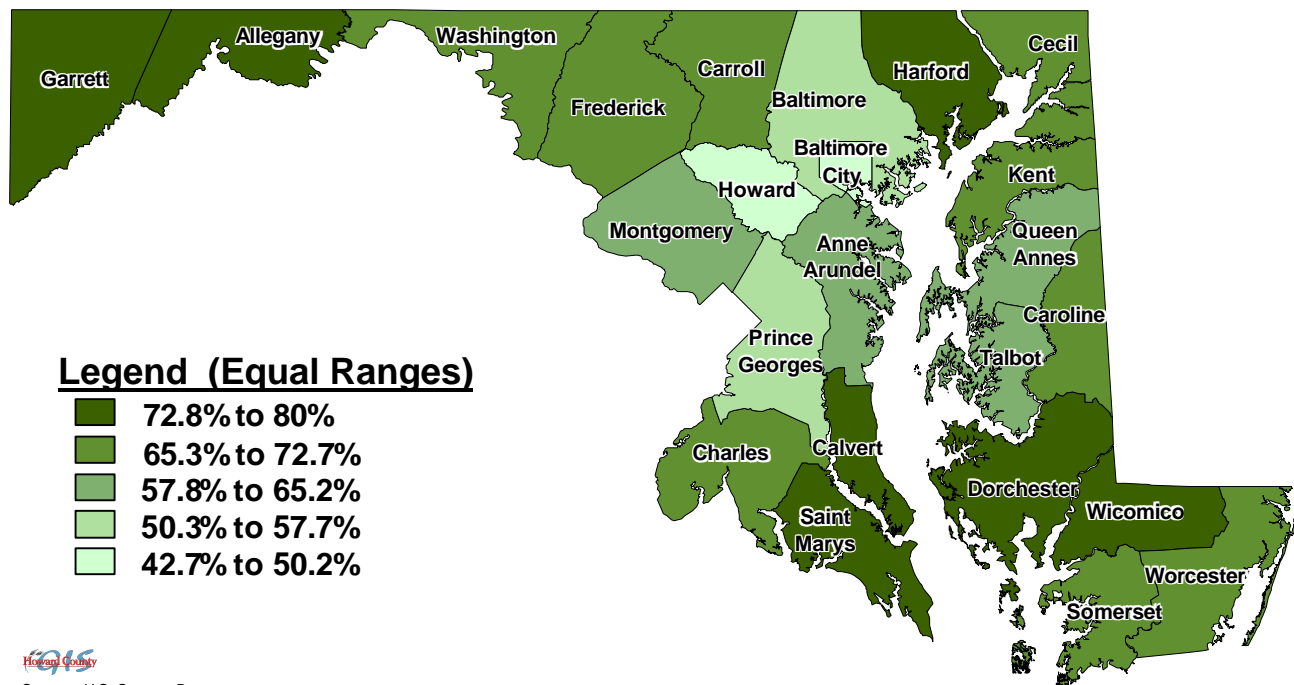 Allegany
Washington
Cecil
Garrett
Carroll
Harford
Frederick
Baltimore
Baltimore
City
Kent
Howard
Montgomery
Queen
Annes
Anne
Arundel
Caroline
Prince
Georges
Talbot
Legend (Equal Ranges)
72.8% to 80%
65.3% to 72.7%
57.8% to 65.2%
50.3% to 57.7%
42.7% to 50.2%
Charles
Calvert
Dorchester
Wicomico
Saint
Marys
Worcester
Somerset
Howard County
GIS